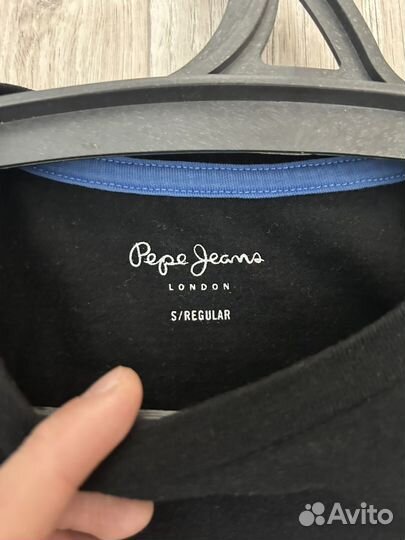 Pepe Jeans
LONDON
S/REGULAR
Avito